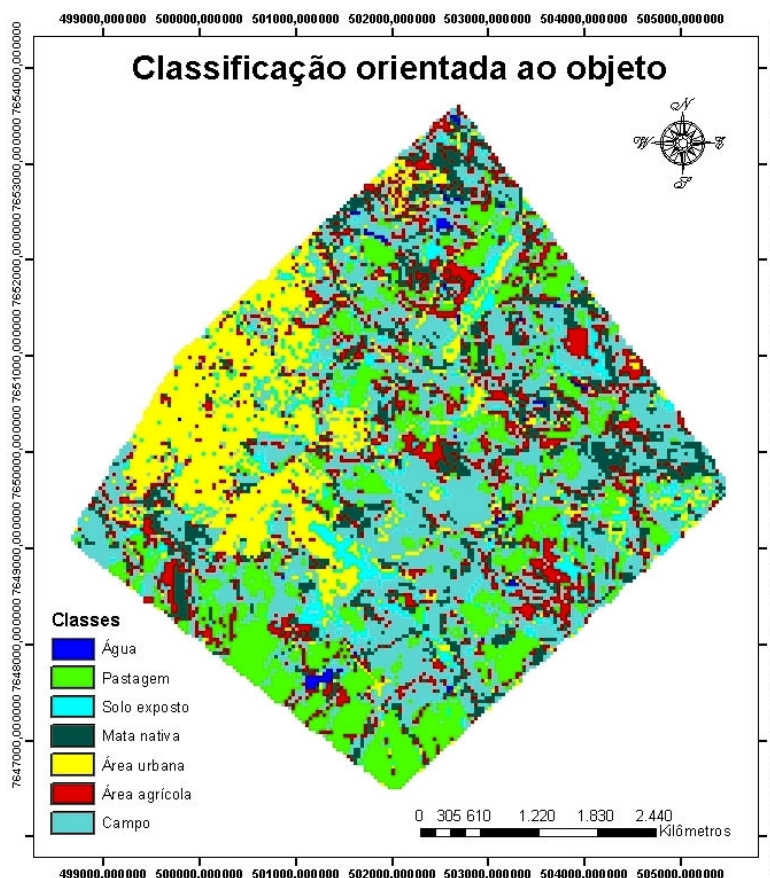 499000,000000 500000,000000 501000,000000 502000,000000 503000,000000 504000,000000 505000,000000
Classificação orientada ao objeto
N
W E
S
7654000,000000
7653000,000000
7652000,000000
7651000,000000
7650000,000000
7649000,000000
7648000,000000
7647000,000000
Classes
Água
Pastagem
Solo exposto
Mata nativa
Área urbana
Área agrícola
Campo
0 305 610 1.220 1.830 2.440
Kilômetros
499000,000000 500000,000000 501000,000000 502000,000000 503000,000000 504000,000000 505000,000000